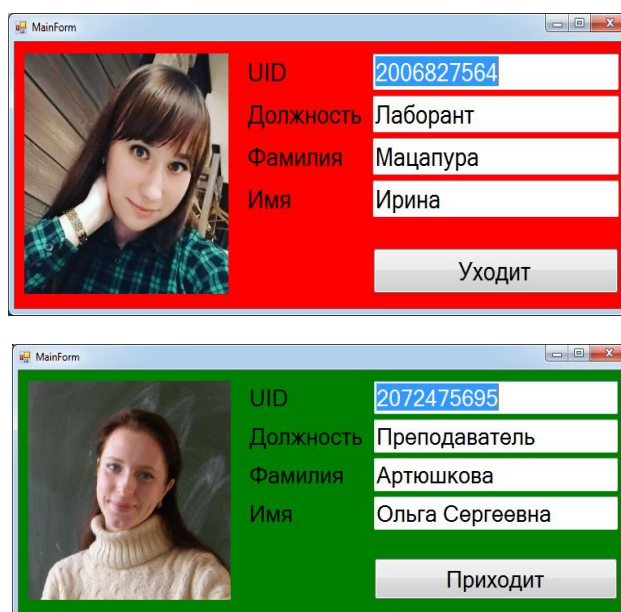 MainForm
UID 2006827564
Должность Лаборант
Фамилия Мацапура
Имя Ирина
Уходит
MainForm
UID 2072475695
Должность Преподаватель
Фамилия Артюшкова
Имя Ольга Сергеевна
Приходит